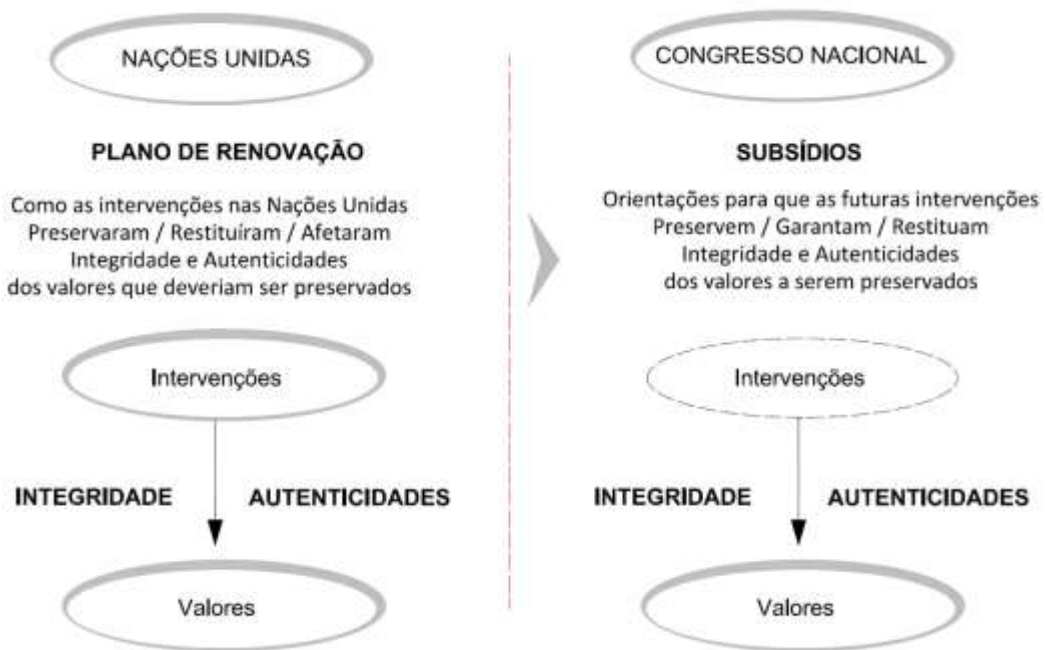 NAÇÕES UNIDAS
PLANO DE RENOVAÇÃO
Como as intervenções nas Nações Unidas
Preservaram / Restituíram / Afetaram
Integridade e Autenticidades
dos valores que deveriam ser preservados
Intervenções
INTEGRIDADE AUTENTICIDADES
Valores
CONGRESSO NACIONAL
SUBSÍDIOS
Orientações para que as futuras intervenções
Preservem / Garantam / Restituam
Integridade e Autenticidades
dos valores a serem preservados
Intervenções
INTEGRIDADE AUTENTICIDADES
Valores